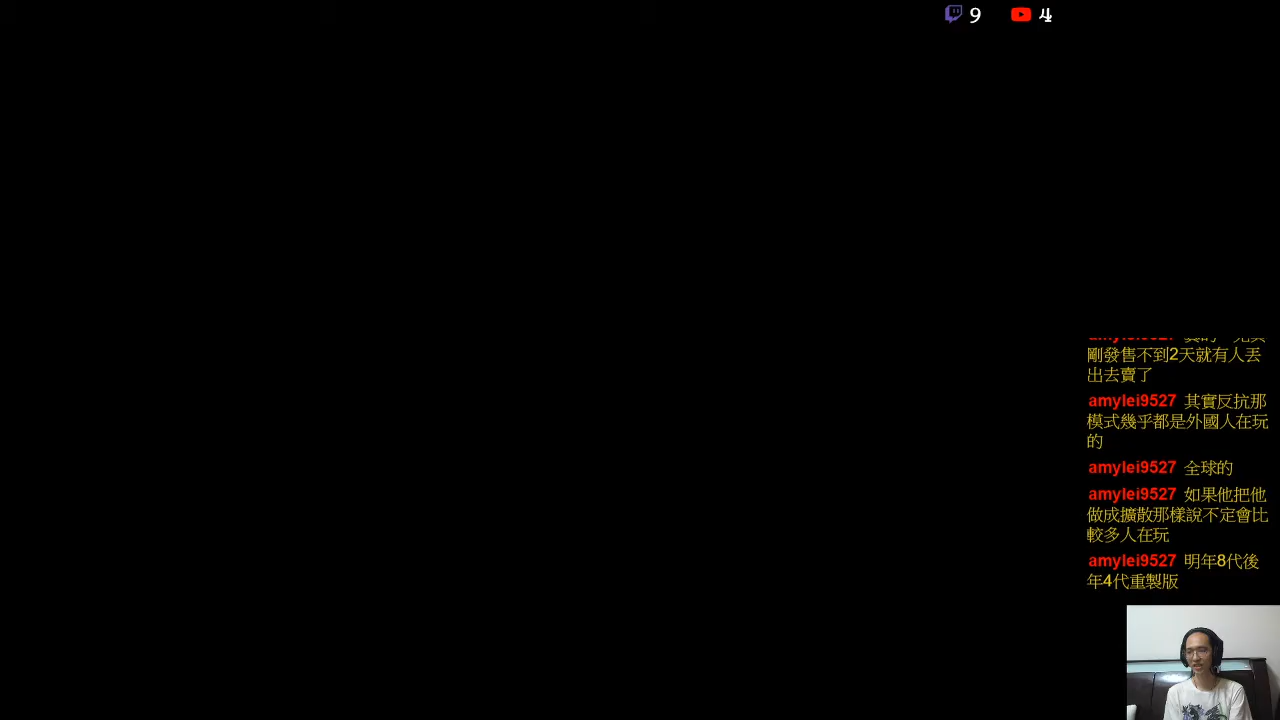 9 4
剛發售不到2天就有人丟
出去賣了
amylei9527 其實反抗那
模式幾乎都是外國人在玩
的
amylei9527 全球的
amylei9527 如果他把他
做成擴散那樣說不定會比
較多人在玩
amylei9527 明年8代後
年4代重製版